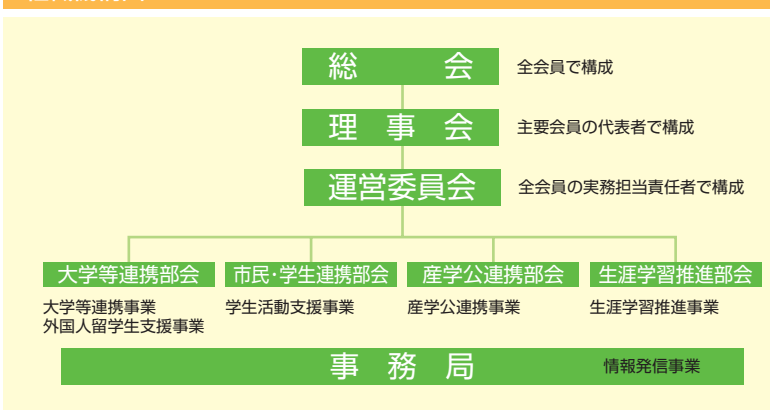 総会 全会員で構成
理事会 主要会員の代表者で構成
運営委員会 全会員の実務担当責任者で構成
大学等連携部会 市民・学生連携部会 産学公連携部会 生涯学習推進部会
大学等連携事業 学生活動支援事業 産学公連携事業 生涯学習推進事業
外国人留学生支援事業
事務局 情報発信事業